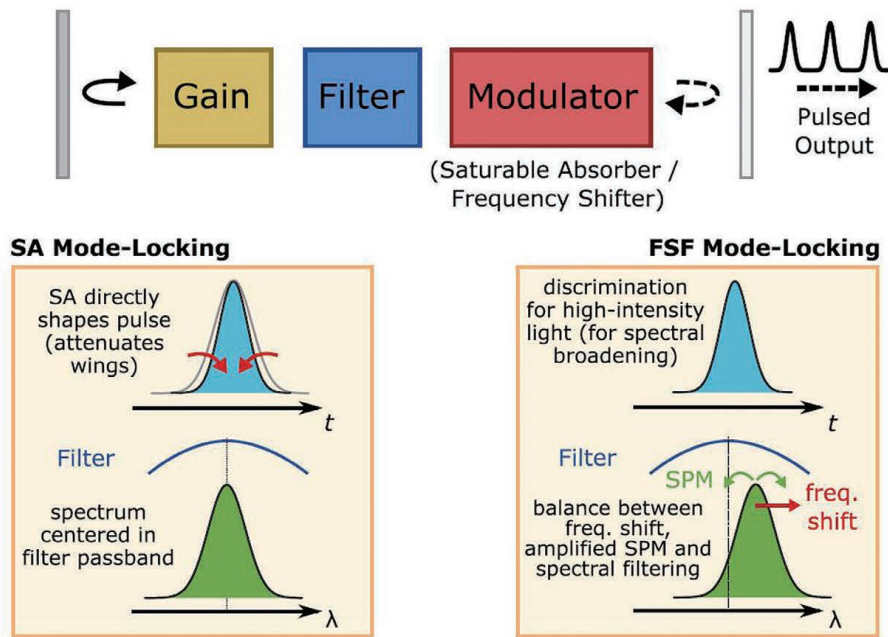 Gain
Filter
Modulator
(Saturable Absorber /
Frequency Shifter)
Pulsed
Output
SA Mode-Locking
SA directly
shapes pulse
(attenuates
wings)
t
Filter
spectrum
centered in
filter passband
λ
FSF Mode-Locking
discrimination
for high-intensity
light (for spectral
broadening)
t
Filter
SPM
freq.
shift
balance between
freq. shift,
amplified SPM and
spectral filtering
λ